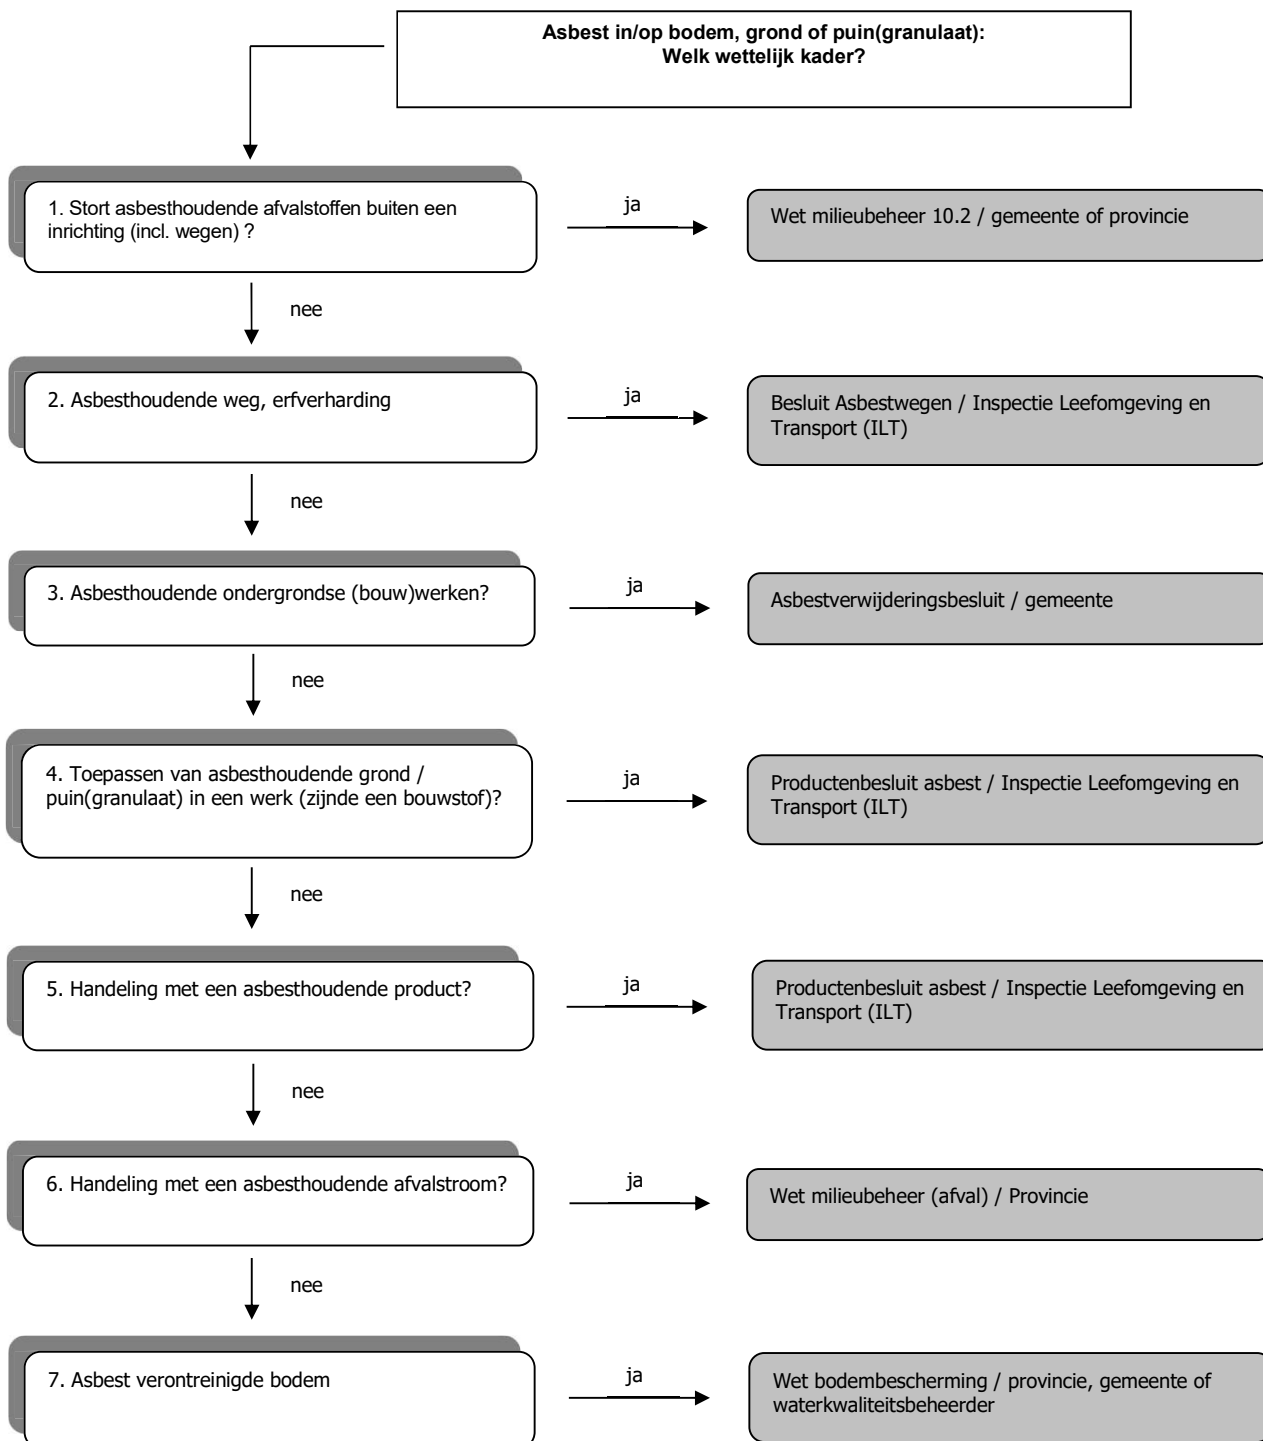 Asbest in/op bodem, grond of puin(granulaat):
Welk wettelijk kader?
1. Stort asbesthoudende afvalstoffen buiten een
inrichting (incl. wegen) ?
ja
Wet milieubeheer 10.2 / gemeente of provincie
nee
2. Asbesthoudende weg, erfverharding
ja
Besluit Asbestwegen / Inspectie Leefomgeving en
Transport (ILT)
nee
3. Asbesthoudende ondergrondse (bouw)werken?
ja
Asbestverwijderingsbesluit / gemeente
nee
4. Toepassen van asbesthoudende grond /
puin(granulaat) in een werk (zijnde een bouwstof)?
ja
Productenbesluit asbest / Inspectie Leefomgeving en
Transport (ILT)
nee
5. Handeling met een asbesthoudende product?
ja
Productenbesluit asbest / Inspectie Leefomgeving en
Transport (ILT)
nee
6. Handeling met een asbesthoudende afvalstroom?
ja
Wet milieubeheer (afval) / Provincie
nee
7. Asbest verontreinigde bodem
ja
Wet bodembescherming / provincie, gemeente of
waterkwaliteitsbeheerder